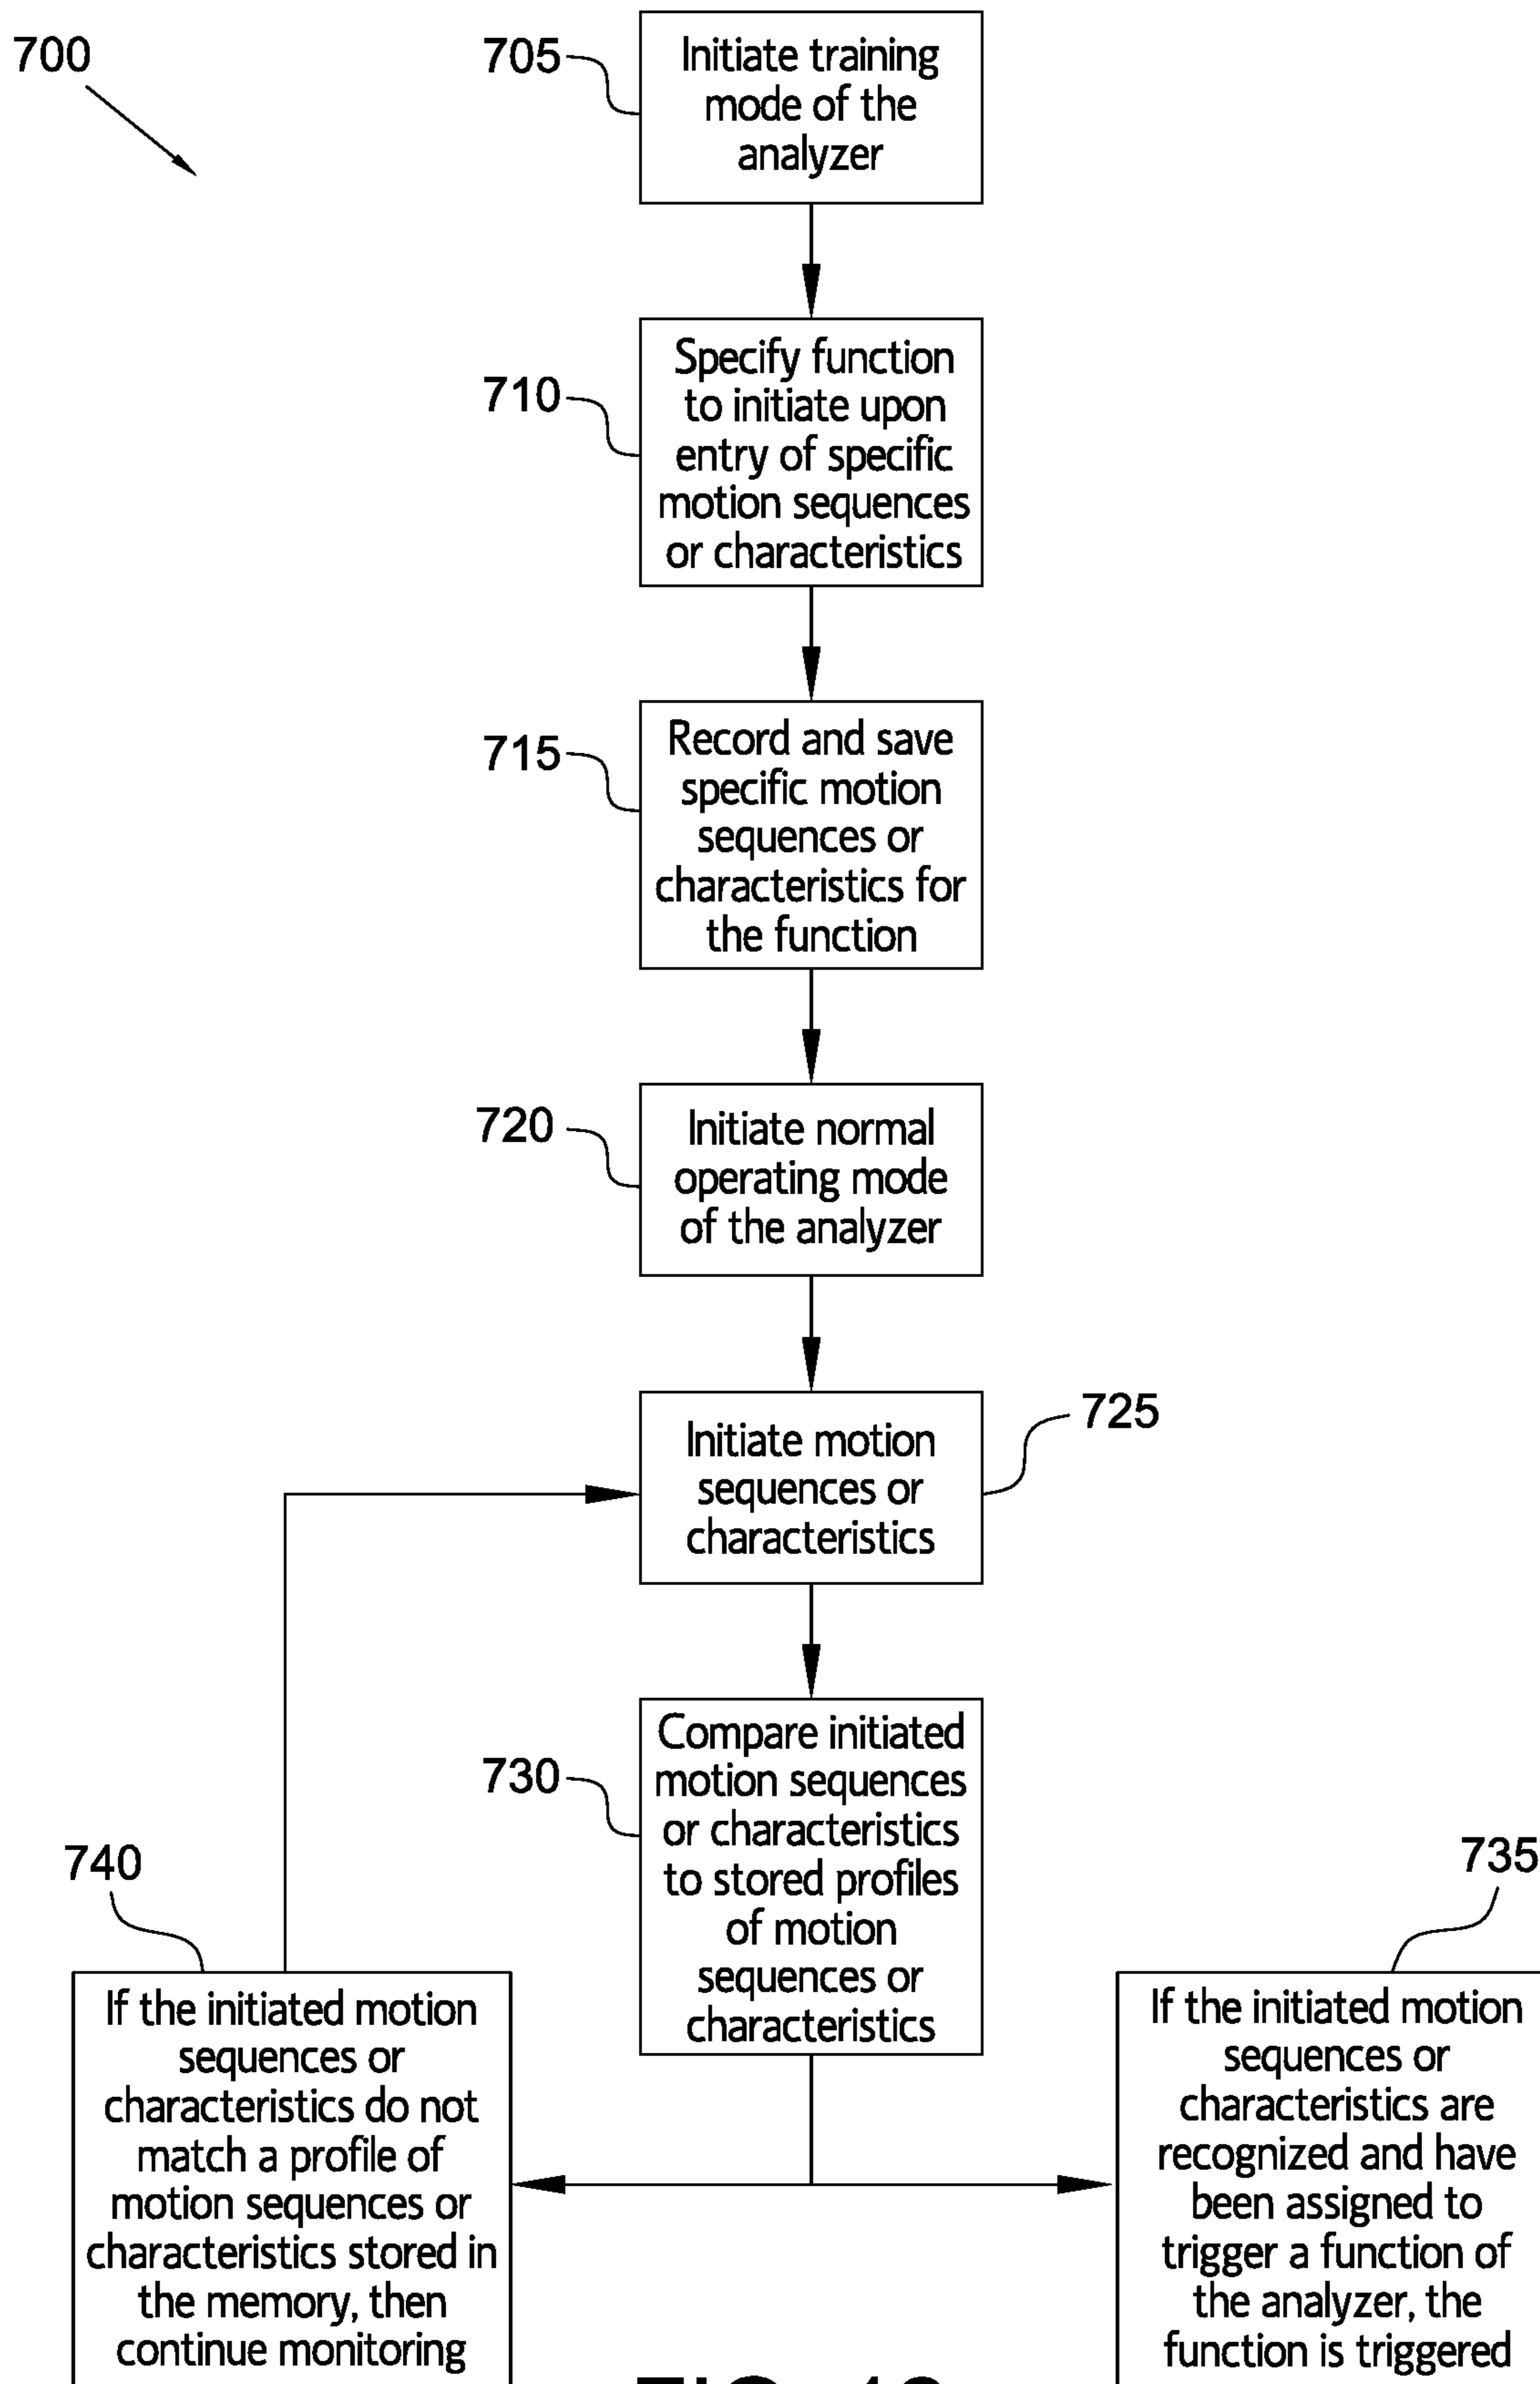 700
705
Initiate training
mode of the
analyzer
710
Specify function
to initiate upon
entry of specific
motion sequences
or characteristics
715
Record and save
specific motion
sequences or
characteristics for
the function
720
Initiate normal
operating mode
of the analyzer
725
Initiate motion
sequences or
characteristics
730
Compare initiated
motion sequences
or characteristics
to stored profiles
of motion
sequences or
characteristics
740
If the initiated motion
sequences or
characteristics do not
match a profile of
motion sequences or
characteristics stored in
the memory, then
continue monitoring
735
If the initiated motion
sequences or
characteristics are
recognized and have
been assigned to
trigger a function of
the analyzer, the
function is triggered